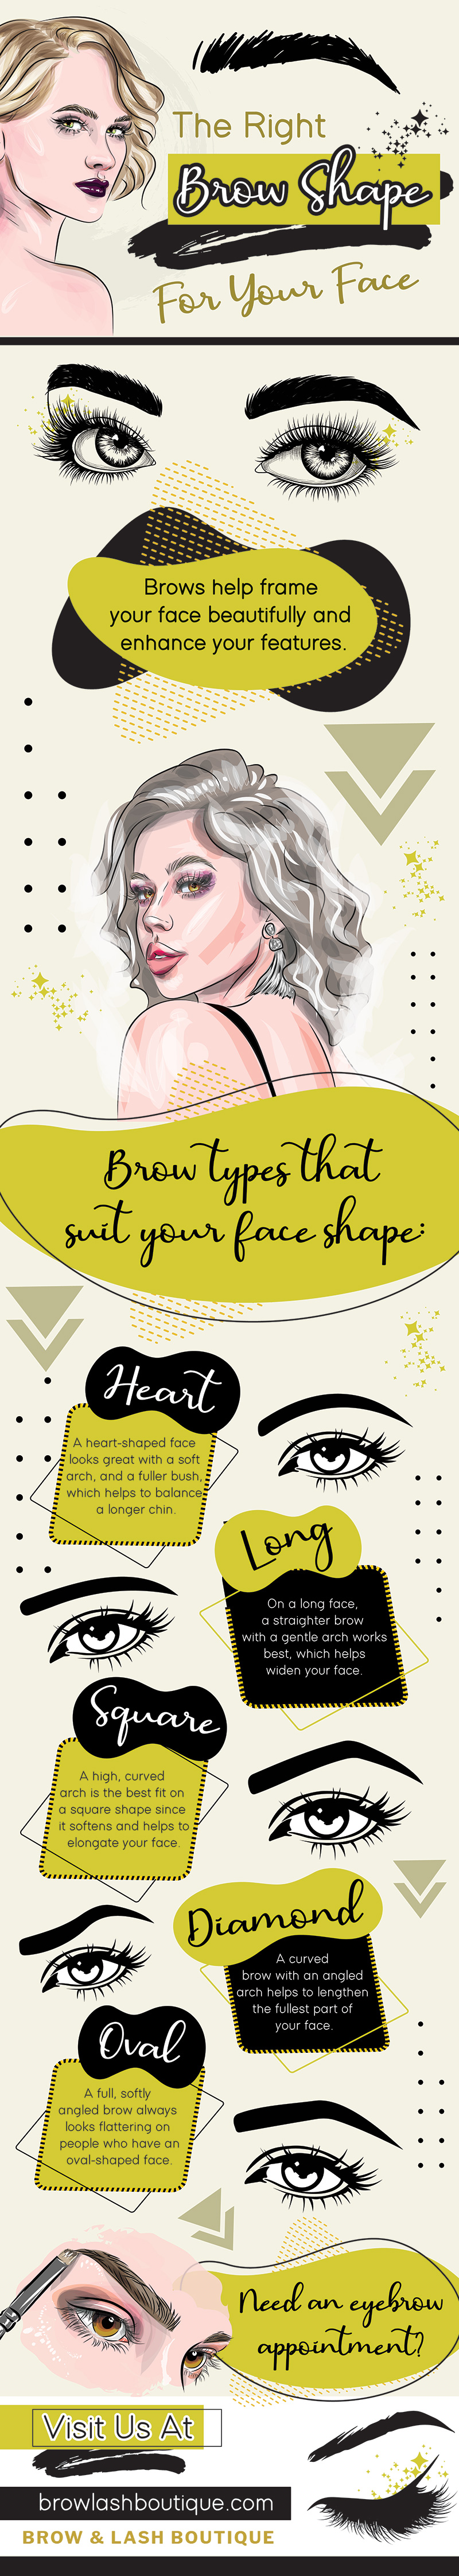 The Right
Brow Shape
For Your Face
Brows help frame
your face beautifully and
enhance your features.
Brow types that
suit your face shape:
Heart
A heart-shaped face
looks great with a soft
arch, and a fuller bush,
which helps to balance
a longer chin.
Long
On a long face,
a straighter brow
with a gentle arch works
best, which helps
widen your face.
Square
A high, curved
arch is the best fit on
a square shape since
it softens and helps to
elongate your face.
Diamond
A curved
brow with an angled
arch helps to lengthen
the fullest part of
your face.
Oval
A full, softly
angled brow always
looks flattering on
people who have an
oval-shaped face.
Need an eyebrow
appointment?
Visit Us At
browlashboutique.com
BROW & LASH BOUTIQUE